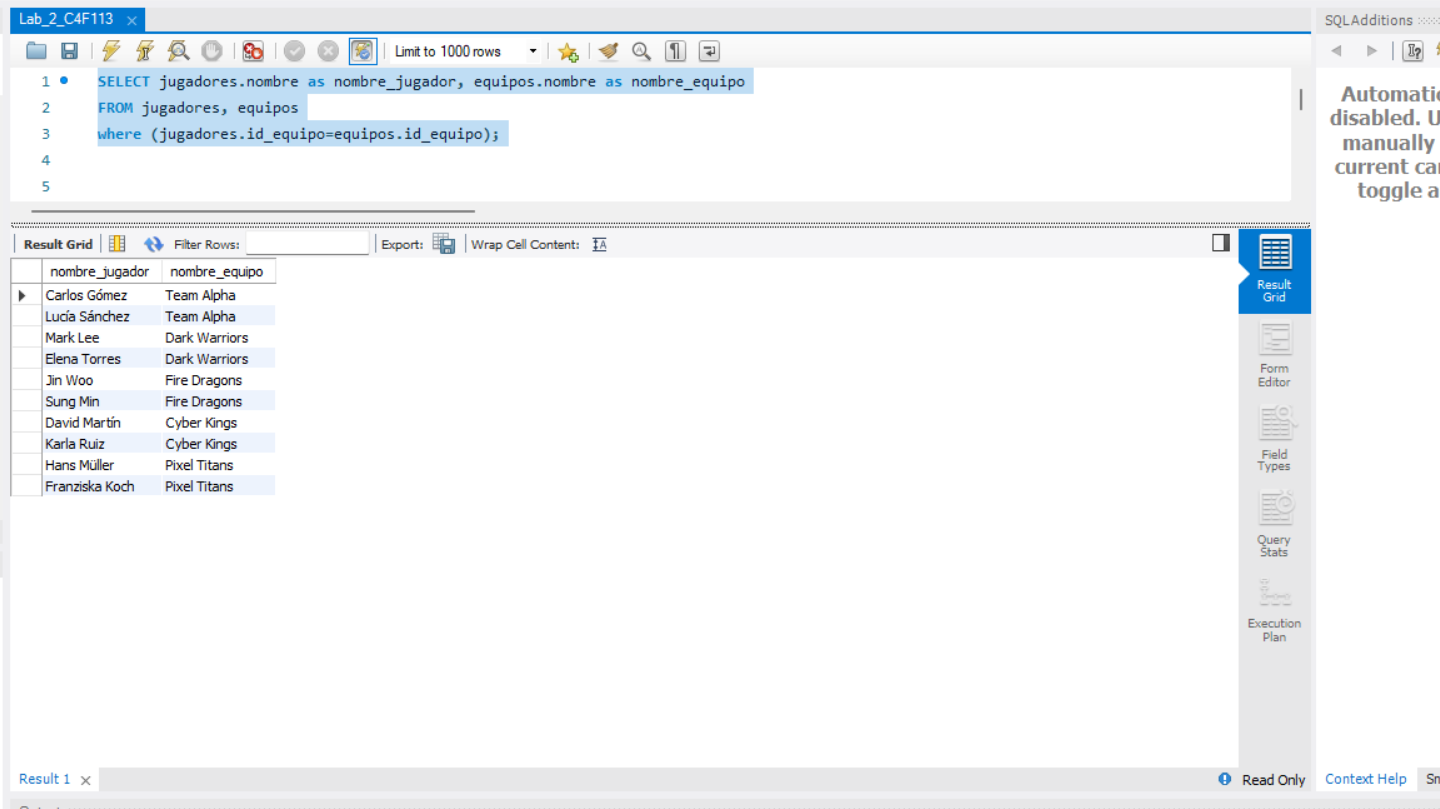 Lab_2_C4F113
SQLAdditions
Limit to 1000 rows
1 SELECT jugadores.nombre as nombre_jugador, equipos.nombre as nombre_equipo
2 FROM jugadores, equipos
3 where (jugadores.id_equipo=equipos.id_equipo);
4
5
disabled. U
manually
toggle a
Result Grid Filter Rows: Export: Wrap Cell Content:
nombre_jugador nombre_equipo
Carlos Gómez Team Alpha
Lucía Sánchez Team Alpha
Mark Lee Dark Warriors
Elena Torres Dark Warriors
Jin Woo Fire Dragons
Sung Min Fire Dragons
David Martín Cyber Kings
Karla Ruiz Cyber Kings
Hans Müller Pixel Titans
Franziska Koch Pixel Titans
Result
Grid
Form
Editor
Field
Types
Query
Stats
Execution
Plan
Result 1 Read Only Context Help Sn